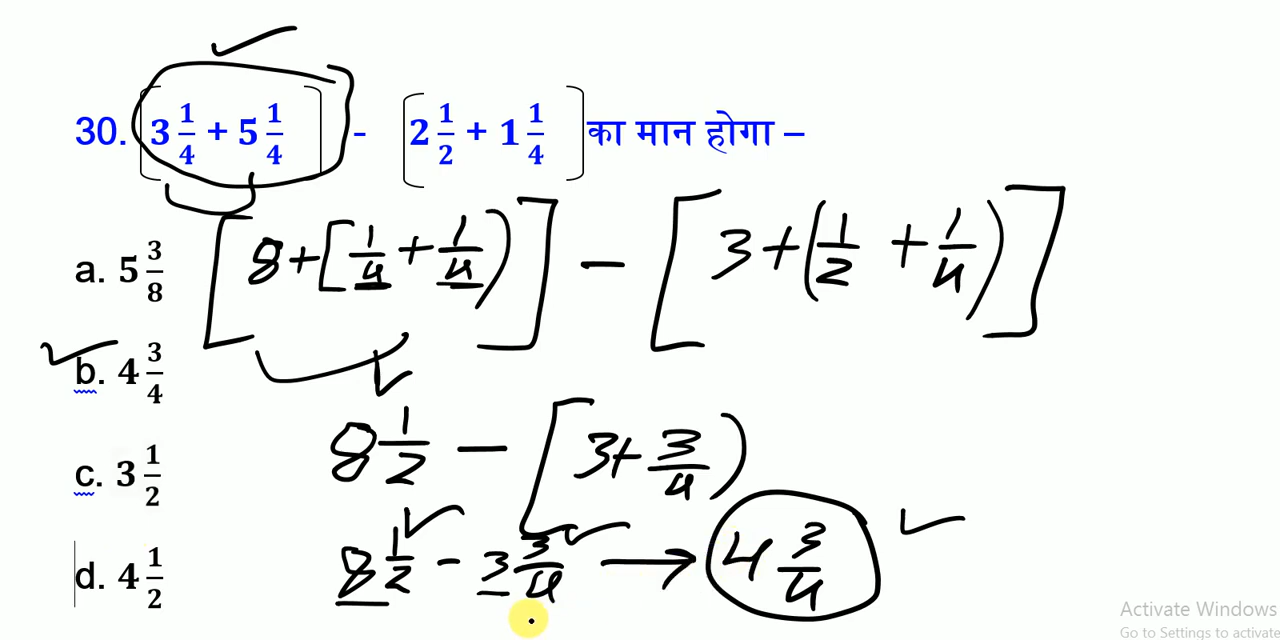 30. [3 1/4 + 5 1/4] - [2 1/2 + 1 1/4] का मान होगा –
a. 5 3/8
[8+[1/4 + 1/4)] – [3+(1/2 + 1/4)]
b. 4 3/4
8 1/2 – [3+ 3/4)
c. 3 1/2
d. 4 1/2
8 1/2 - 3 3/4 → 4 3/4
Activate Windows
Go to Settings to activate